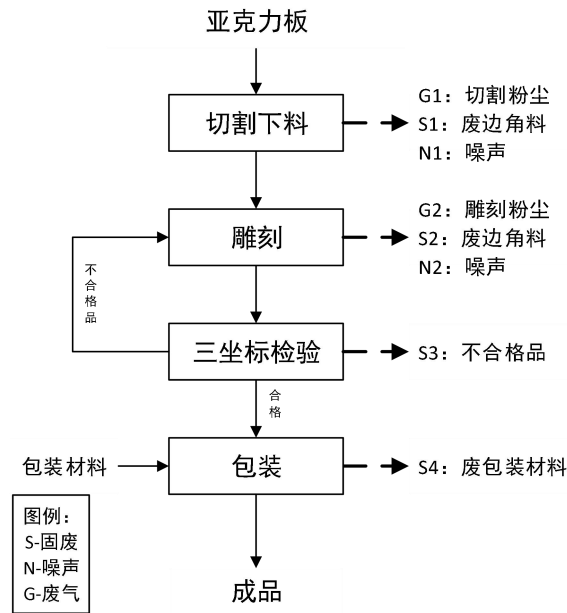 亚克力板
切割下料
G1：切割粉尘
S1：废边角料
N1：噪声
雕刻
G2：雕刻粉尘
S2：废边角料
N2：噪声
不合格品
三坐标检验
S3：不合格品
合格
包装材料
包装
S4：废包装材料
图例：
S-固废
N-噪声
G-废气
成品